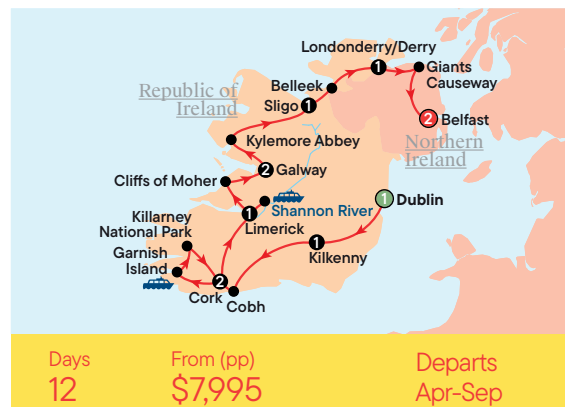 Londonderry/Derry
1
Giants
Causeway
Belleek
Republic of
Ireland
Sligo
1
2
Belfast
Kylemore Abbey
Northern
Ireland
2
Galway
Cliffs of Moher
Shannon River
1
Dublin
1
Limerick
Killarney
National Park
1
Kilkenny
Garnish
Island
2
Cork
Cobh
Days
12
From (pp)
$7,995
Departs
Apr-Sep